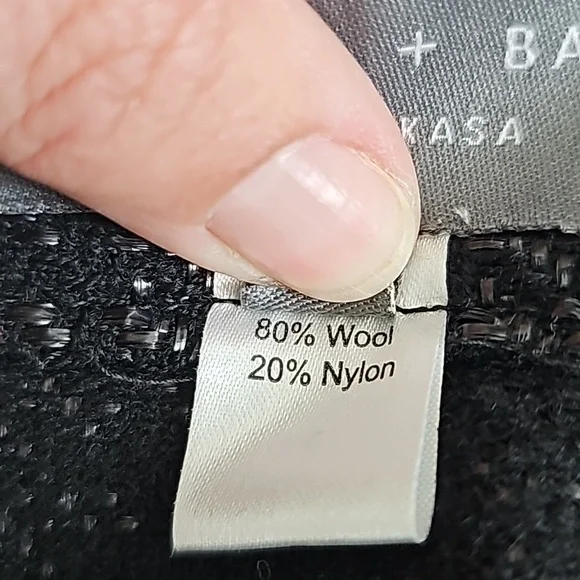 + BA
KASA
80% Wool
20% Nylon